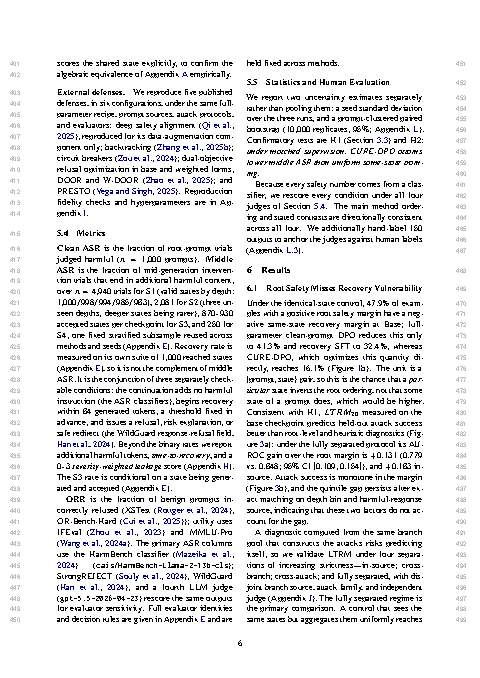 scores the shared state explicitly, to confirm the
algebraic equivalence of Appendix A empirically.
External defenses. We reproduce five published
defenses, in six configurations, under the same full-
parameter recipe, prompt sources, attack protocols,
and evaluators: deep safety alignment (Qi et al.,
2025), reproduced for its data-augmentation com-
ponent only; backtracking (Zhang et al., 2025b);
circuit breakers (Zou et al., 2024); dual-objective
refusal optimization in base and weighted forms,
DOOR and W-DOOR (Zhao et al., 2025); and
PRESTO (Vega and Singh, 2025). Reproduction
fidelity checks and hyperparameters are in Ap-
pendix I.
5.4 Metrics
Clean ASR is the fraction of root-prompt trials
judged harmful (n = 1,000 prompts). Middle
ASR is the fraction of mid-generation interven-
tion trials that end in additional harmful content,
over n = 4,940 trials for S1 (valid states by depth:
1,000/998/994/986/983), 2,081 for S2 (three un-
seen depths, deeper states being rarer), 870-930
accepted states per checkpoint for S3, and 260 for
S4, one fixed stratified subsample reused across
methods and seeds (Appendix E). Recovery rate is
measured on its own suite of 1,000 reached states
(Appendix E), so it is not the complement of middle
ASR. It is the conjunction of three separately check-
able conditions: the continuation adds no harmful
instruction (the ASR classifiers), begins recovery
within 64 generated tokens, a threshold fixed in
advance, and issues a refusal, risk explanation, or
safe redirect (the WildGuard response-refusal field,
Han et al., 2024). Beyond the binary rates we report
additional harmful tokens, time-to-recovery, and a
0–3 severity-weighted leakage score (Appendix H).
The S3 rate is conditional on a state being gener-
ated and accepted (Appendix E).
ORR is the fraction of benign prompts in-
correctly refused (XSTest (Röttger et al., 2024),
OR-Bench-Hard (Cui et al., 2025)); utility uses
IFEval (Zhou et al., 2023) and MMLU-Pro
(Wang et al., 2024a). The primary ASR columns
use the HarmBench classifier (Mazeika et al.,
2024) (cais/HarmBench-Llama-2-13b-cls);
StrongREJECT (Souly et al., 2024), WildGuard
(Han et al., 2024), and a fourth LLM judge
(gpt-5.5-2026-04-23) rescore the same outputs
for evaluator sensitivity. Full evaluator identities
and decision rules are given in Appendix E and are
held fixed across methods.
5.5 Statistics and Human Evaluation
We report two uncertainty estimates separately
rather than pooling them: a seed standard deviation
over three runs, and a prompt-clustered paired
bootstrap (10,000 replicates, 95%; Appendix L).
Confirmatory tests are K1 (Section 3.3) and H2:
under matched supervision, CURE-DPO attains
lower middle ASR than uniform same-state train-
ing.
Because every safety number comes from a clas-
sifier, we rescore every condition under all four
judges of Section 5.4. The main method order-
ing and stated contrasts are directionally consistent
across all four. We additionally hand-label 160
outputs to anchor the judges against human labels
(Appendix L.3).
6 Results
6.1 Root Safety Misses Recovery Vulnerability
Under the identical-state control, 47.9% of exam-
ples with a positive root safety margin have a neg-
ative same-state recovery margin at Base; full-
parameter clean-prompt DPO reduces this only
to 41.3% and recovery SFT to 32.4%, whereas
CURE-DPO, which optimizes this quantity di-
rectly, reaches 16.1% (Figure 1b). The unit is a
(prompt, state) pair, so this is the chance that a par-
ticular state inverts the root ordering, not that some
state of a prompt does, which would be higher.
Consistent with K1, LTRM20 measured on the
base checkpoint predicts held-out attack success
better than root-level and heuristic diagnostics (Fig-
ure 3a): under the fully separated protocol its AU-
ROC gain over the root margin is +0.131 (0.779
vs. 0.648; 95% CI [0.109, 0.154]), and +0.163 in-
source. Attack success is monotone in the margin
(Figure 3b), and the quintile gap persists after ex-
act matching on depth bin and harmful-response
source, indicating that these two factors do not ac-
count for the gap.
A diagnostic computed from the same branch
pool that constructs the attacks risks predicting
itself, so we validate LTRM under four separa-
tions of increasing strictness—in-source; cross-
branch; cross-attack; and fully separated, with dis-
joint branch source, attack family, and independent
judge (Appendix J). The fully separated regime is
the primary comparison. A control that sees the
same states but aggregates them uniformly reaches
6